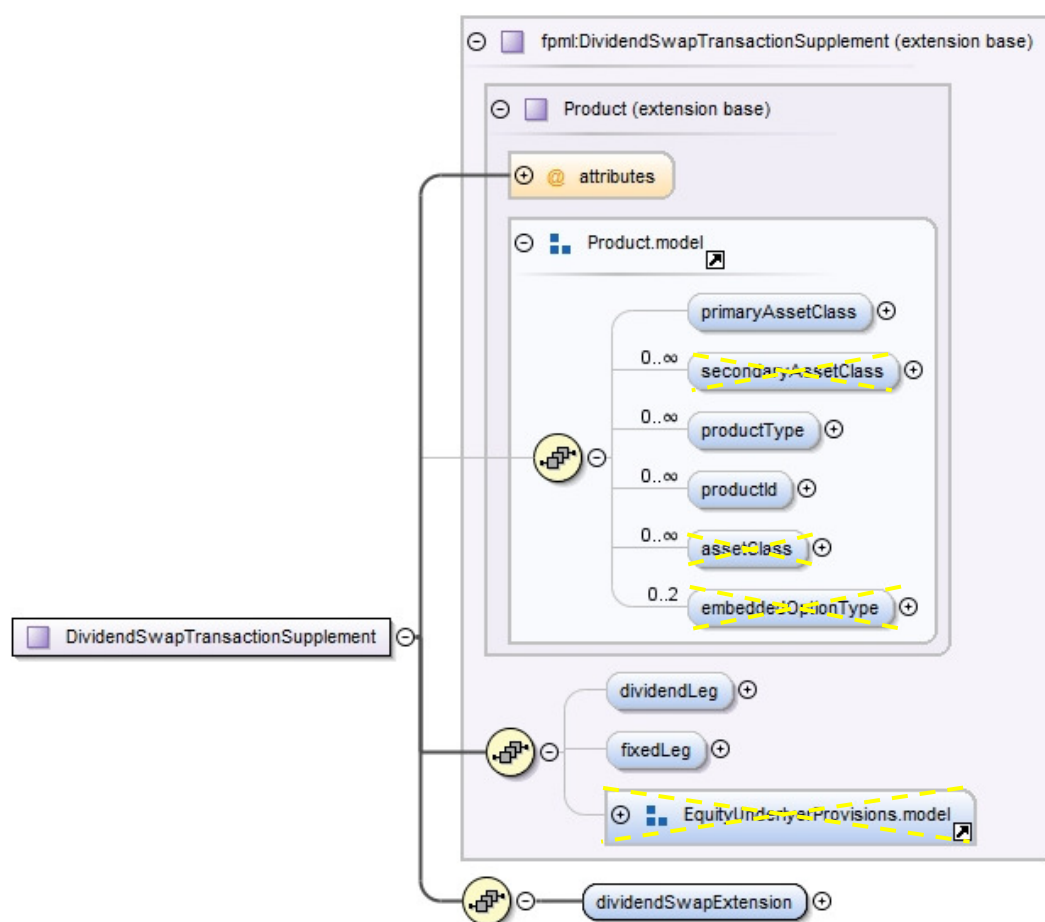 fpml:DividendSwapTransactionSupplement (extension base)
Product (extension base)
@ attributes
Product.model
primaryAssetClass
0..∞
secondaryAssetClass
0..∞
productType
0..∞
productId
0..∞
assetClass
0..2
embeddedOptionType
DividendSwapTransactionSupplement
dividendLeg
fixedLeg
EquityUnderlyerProvisions.model
dividendSwapExtension